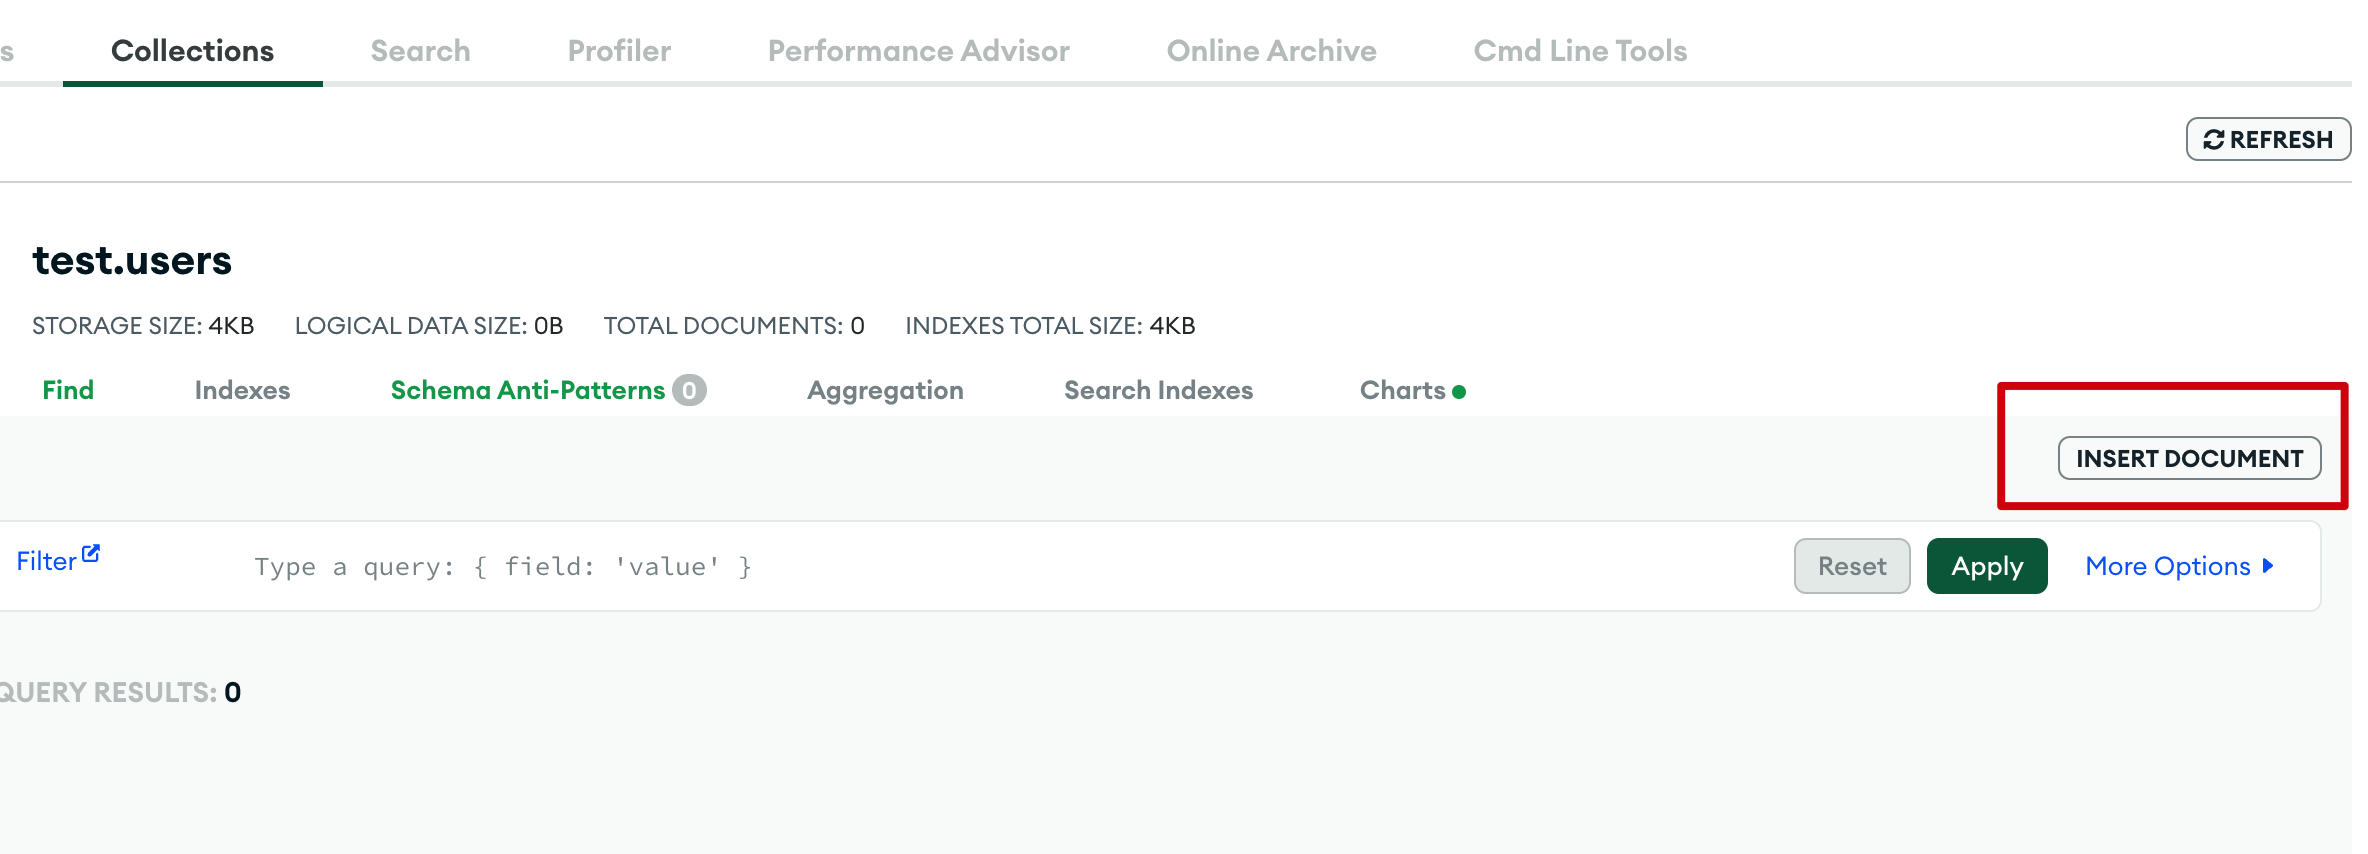 s Collections Search Profiler Performance Advisor Online Archive Cmd Line Tools
REFRESH
test.users
STORAGE SIZE: 4KB LOGICAL DATA SIZE: 0B TOTAL DOCUMENTS: 0 INDEXES TOTAL SIZE: 4KB
Find Indexes Schema Anti-Patterns 0 Aggregation Search Indexes Charts
INSERT DOCUMENT
Filter Type a query: { field: 'value' } Reset Apply More Options
QUERY RESULTS: 0